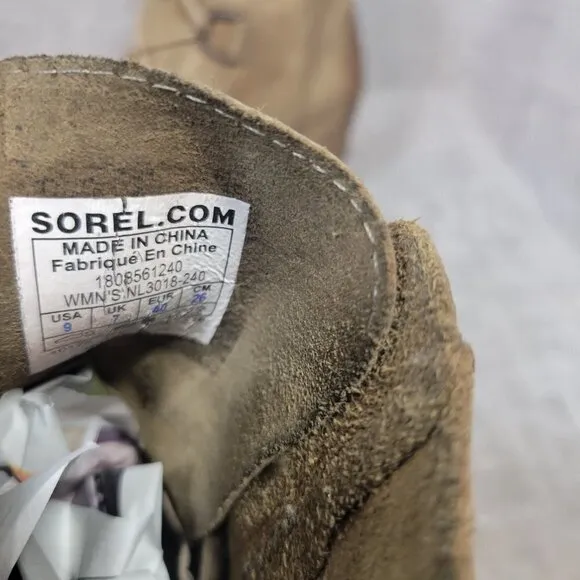 SOREL.COM
MADE IN CHINA
Fabriqué En Chine
1808561240
WMN'S NL3018-240
USA UK EUR CM
9 7 40 26